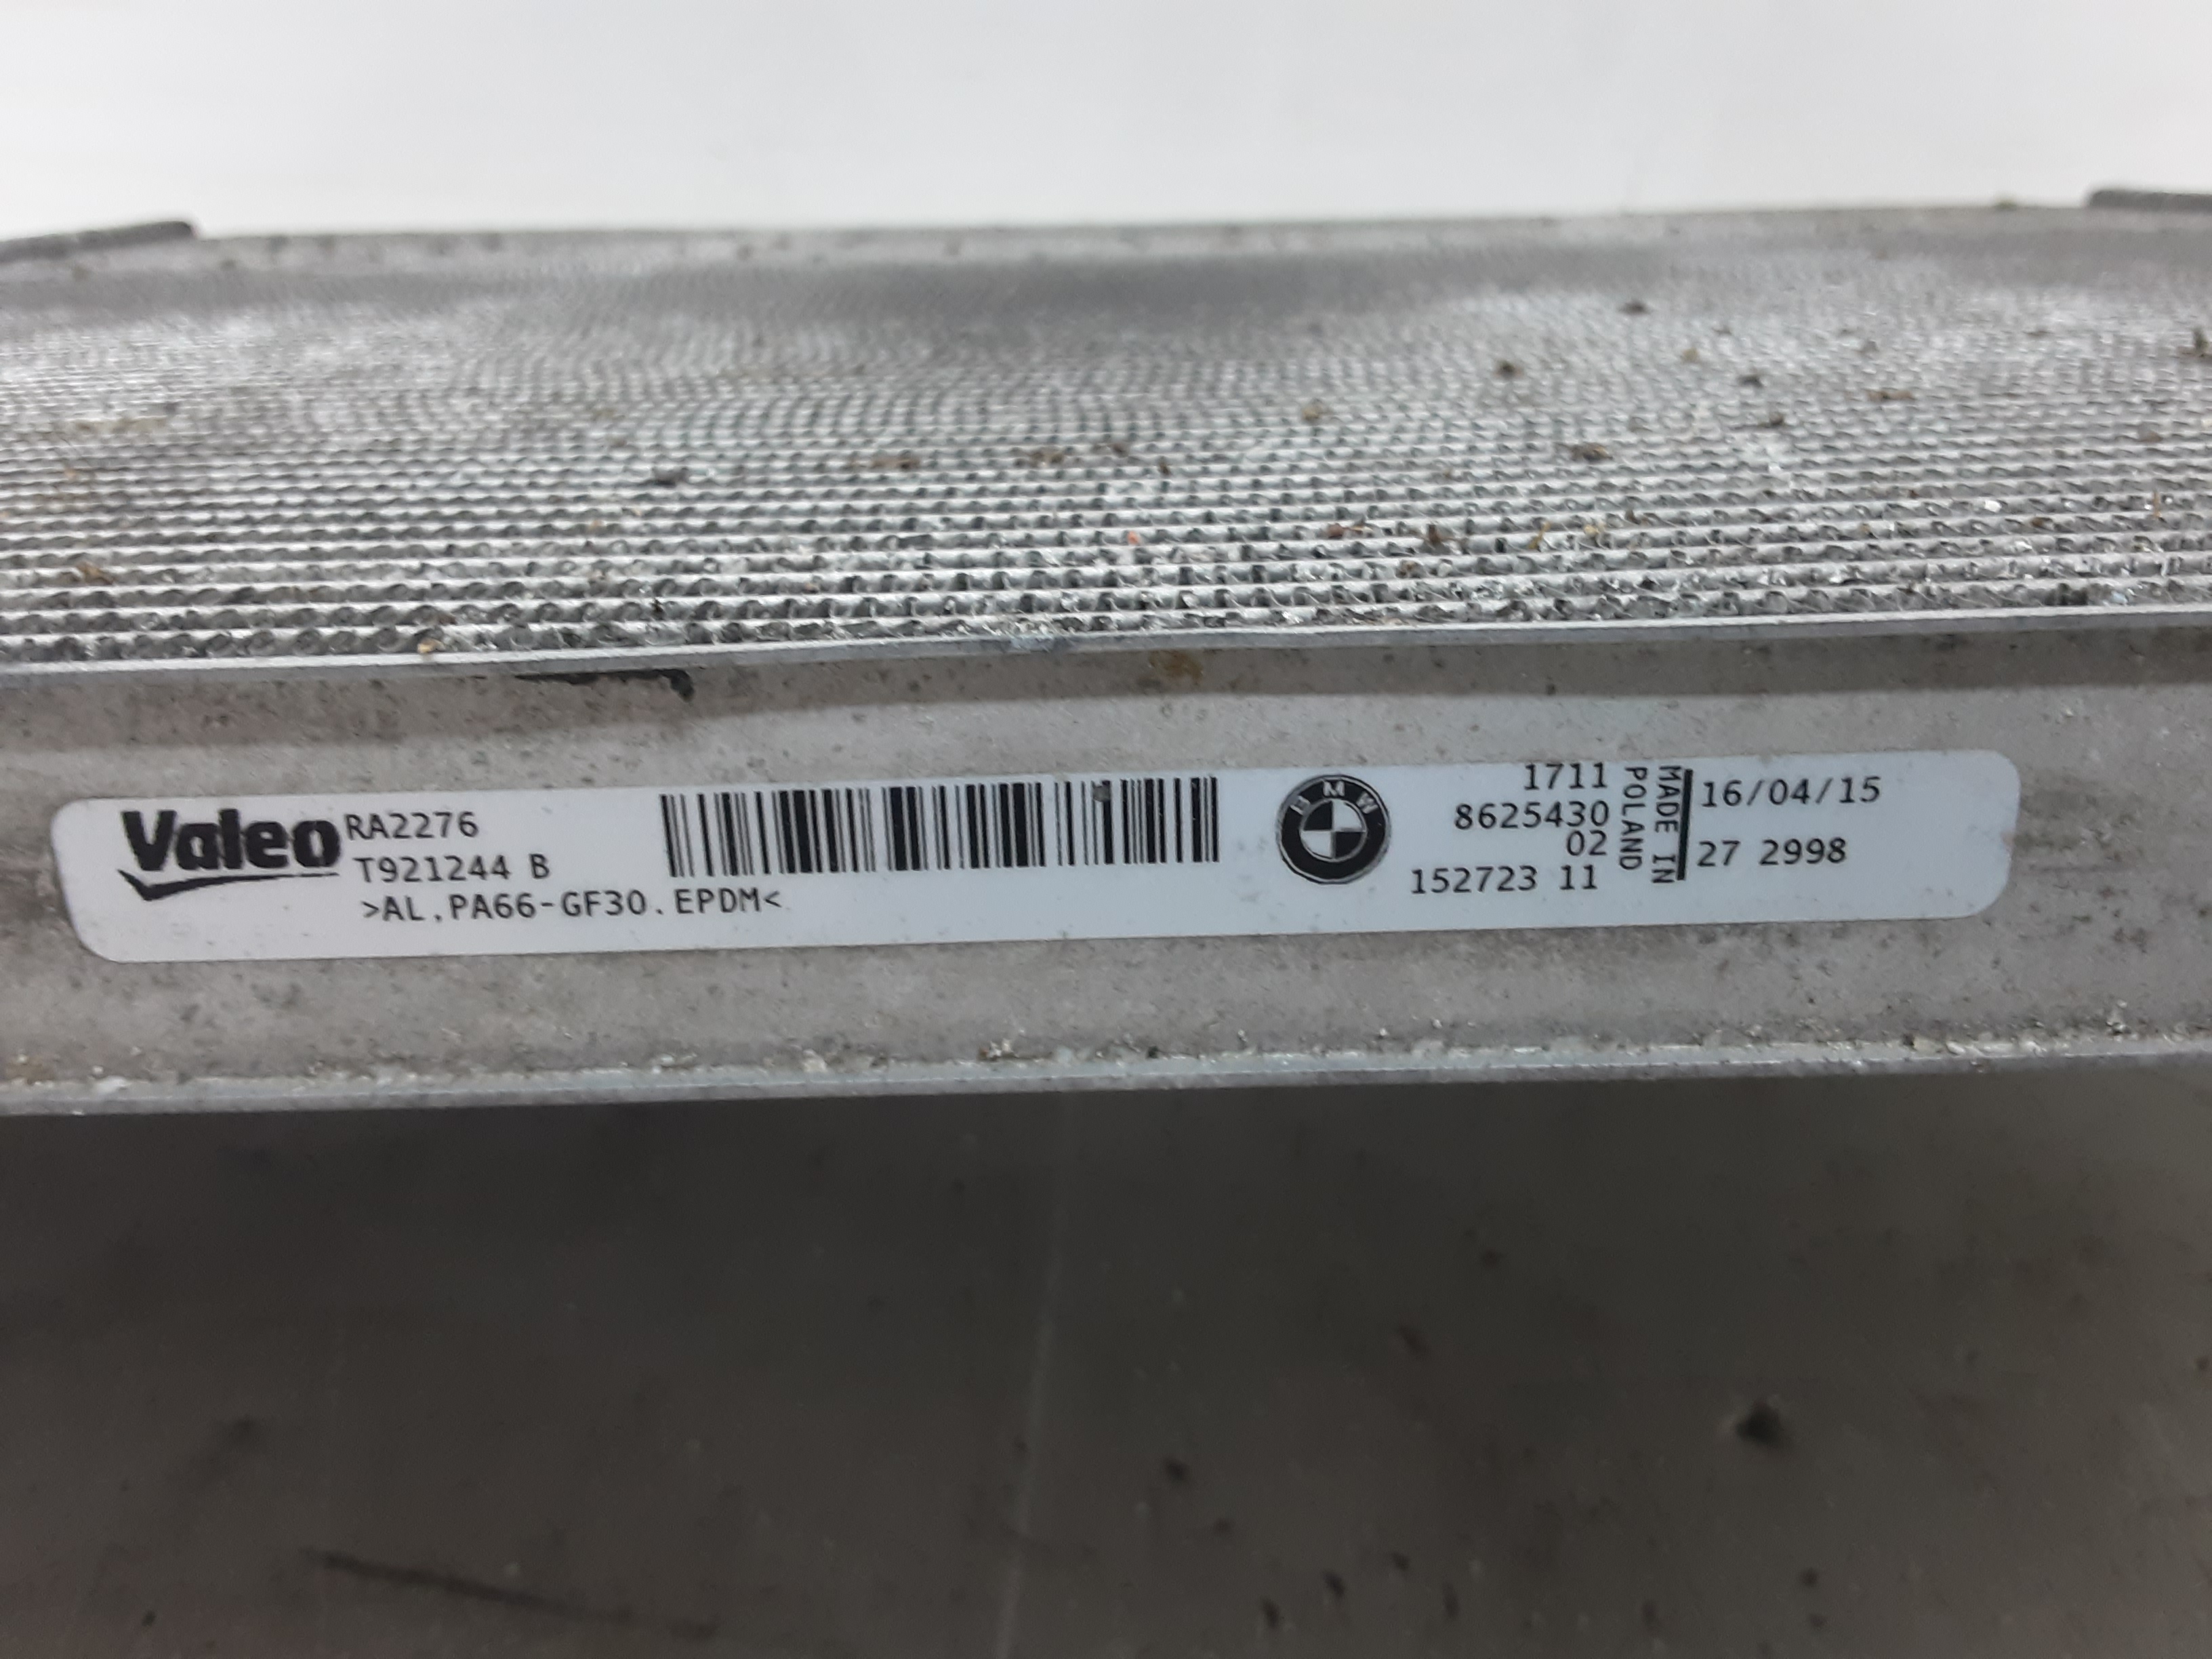 Valeo RA2276
T921244 B
>AL.PA66-GF30.EPDM<
BMW
1711
8625430
02
152723 11
MADE IN
POLAND
16/04/15
27 2998